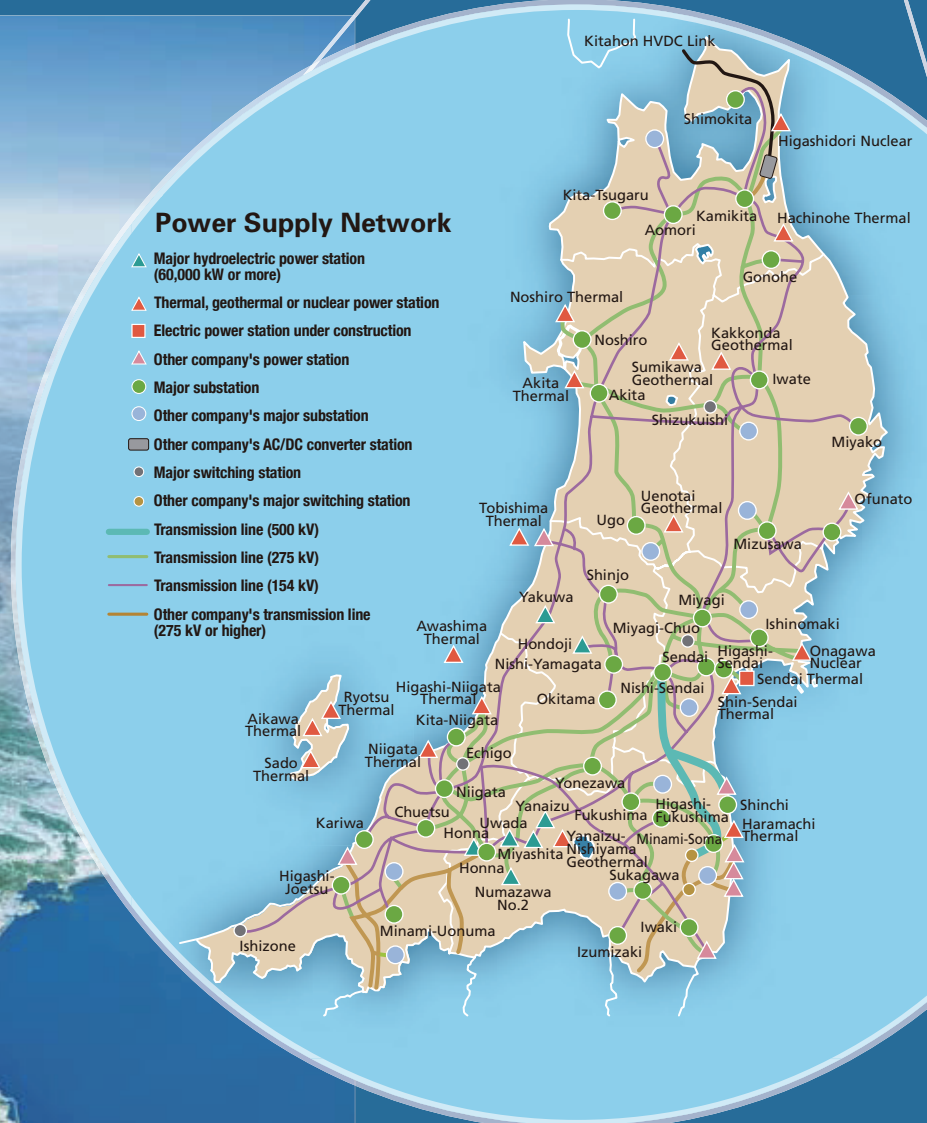 Kitahon HVDC Link
Shimokita
Higashidori Nuclear
Kita-Tsugaru
Aomori
Kamikita
Hachinohe Thermal
Gonohe
Power Supply Network
Major hydroelectric power station
(60,000 kW or more)
Thermal, geothermal or nuclear power station
Electric power station under construction
Other company's power station
Major substation
Other company's major substation
Other company's AC/DC converter station
Major switching station
Other company's major switching station
Transmission line (500 kV)
Transmission line (275 kV)
Transmission line (154 kV)
Other company's transmission line
(275 kV or higher)
Noshiro Thermal
Noshiro
Kakkonda
Geothermal
Sumikawa
Geothermal
Iwate
Akita
Thermal
Akita
Shizukuishi
Miyako
Ofunato
Uenotai
Geothermal
Tobishima
Thermal
Ugo
Mizusawa
Shinjo
Yakuwa
Miyagi
Ishinomaki
Miyagi-Chuo
Awashima
Thermal
Hondoji
Nishi-Yamagata
Sendai
Higashi-
Sendai
Onagawa
Nuclear
Sendai Thermal
Nishi-Sendai
Shin-Sendai
Thermal
Okitama
Higashi-Niigata
Thermal
Kita-Niigata
Ryotsu
Thermal
Aikawa
Thermal
Sado
Thermal
Niigata
Thermal
Echigo
Niigata
Yonezawa
Fukushima
Higashi-
Fukushima
Shinchi
Haramachi
Thermal
Minami-Soma
Chuetsu
Kariwa
Honna
Uwada
Yanaizu
Miyashita
Yanaizu-
Nishiyama
Geothermal
Honna
Numazawa
No.2
Sukagawa
Higashi-
Joetsu
Minami-Uonuma
Ishizone
Iwaki
Izumizaki